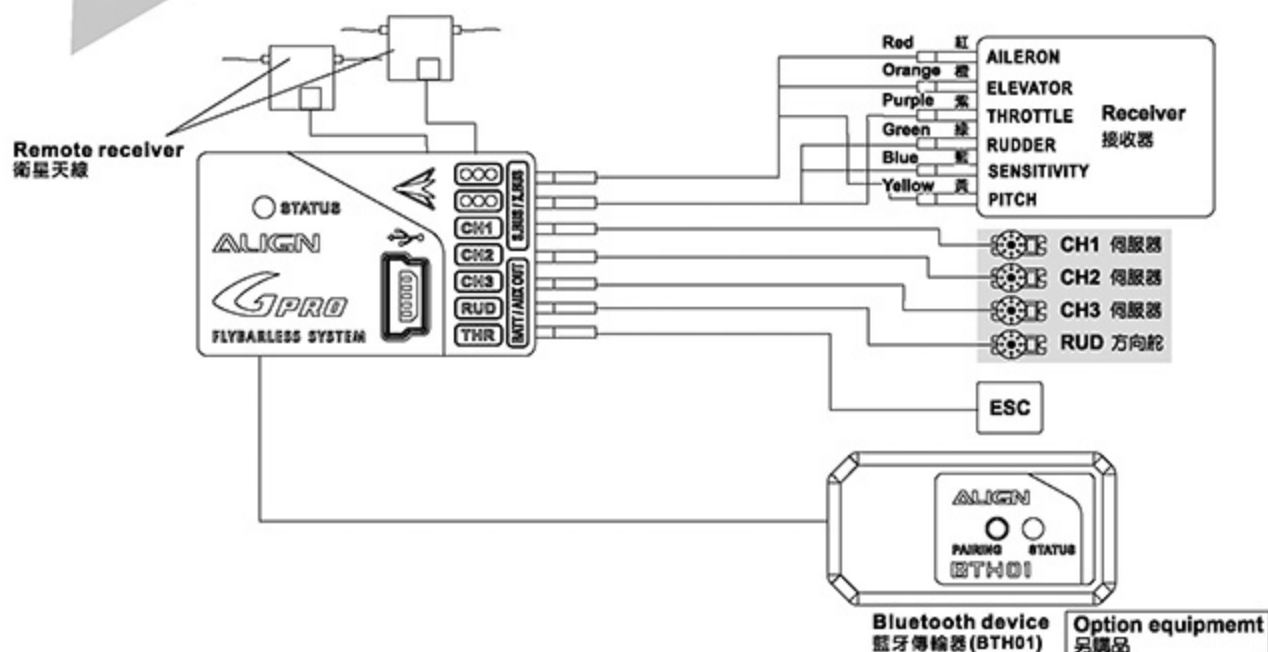 Remote receiver
衛星天線
STATUS
ALIGN
GPRO
FLYBARLESS SYSTEM
CH1
CH2
CH3
RUD
THR
S.BUS / X.BUS
BATT / AUX OUT
Red 紅
Orange 橙
Purple 紫
Green 綠
Blue 藍
Yellow 黃
AILERON
ELEVATOR
THROTTLE
RUDDER
SENSITIVITY
PITCH
Receiver
接收器
CH1 伺服器
CH2 伺服器
CH3 伺服器
RUD 方向舵
ESC
ALIGN
PAIRING STATUS
BTH01
Bluetooth device
藍牙傳輸器(BTH01)
Option equipmemt
另購品